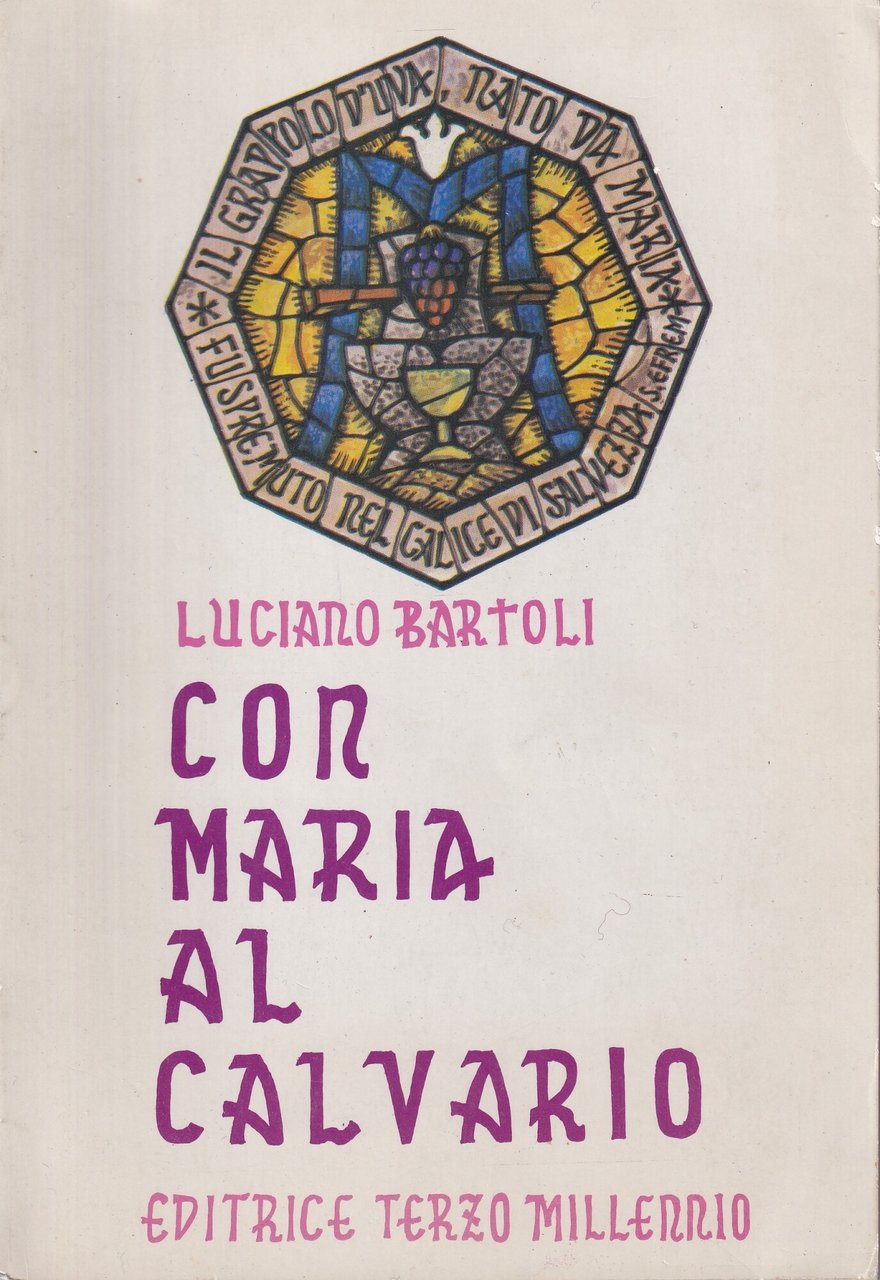 * IL GRAPPOLO D'UVA, NATO DA MARIA *
FU SPREMUTO NEL CALICE DI SALVEZZA S. EFREM
LUCIANO BARTOLI
CON
MARIA
AL
CALVARIO
EDITRICE TERZO MILLENNIO